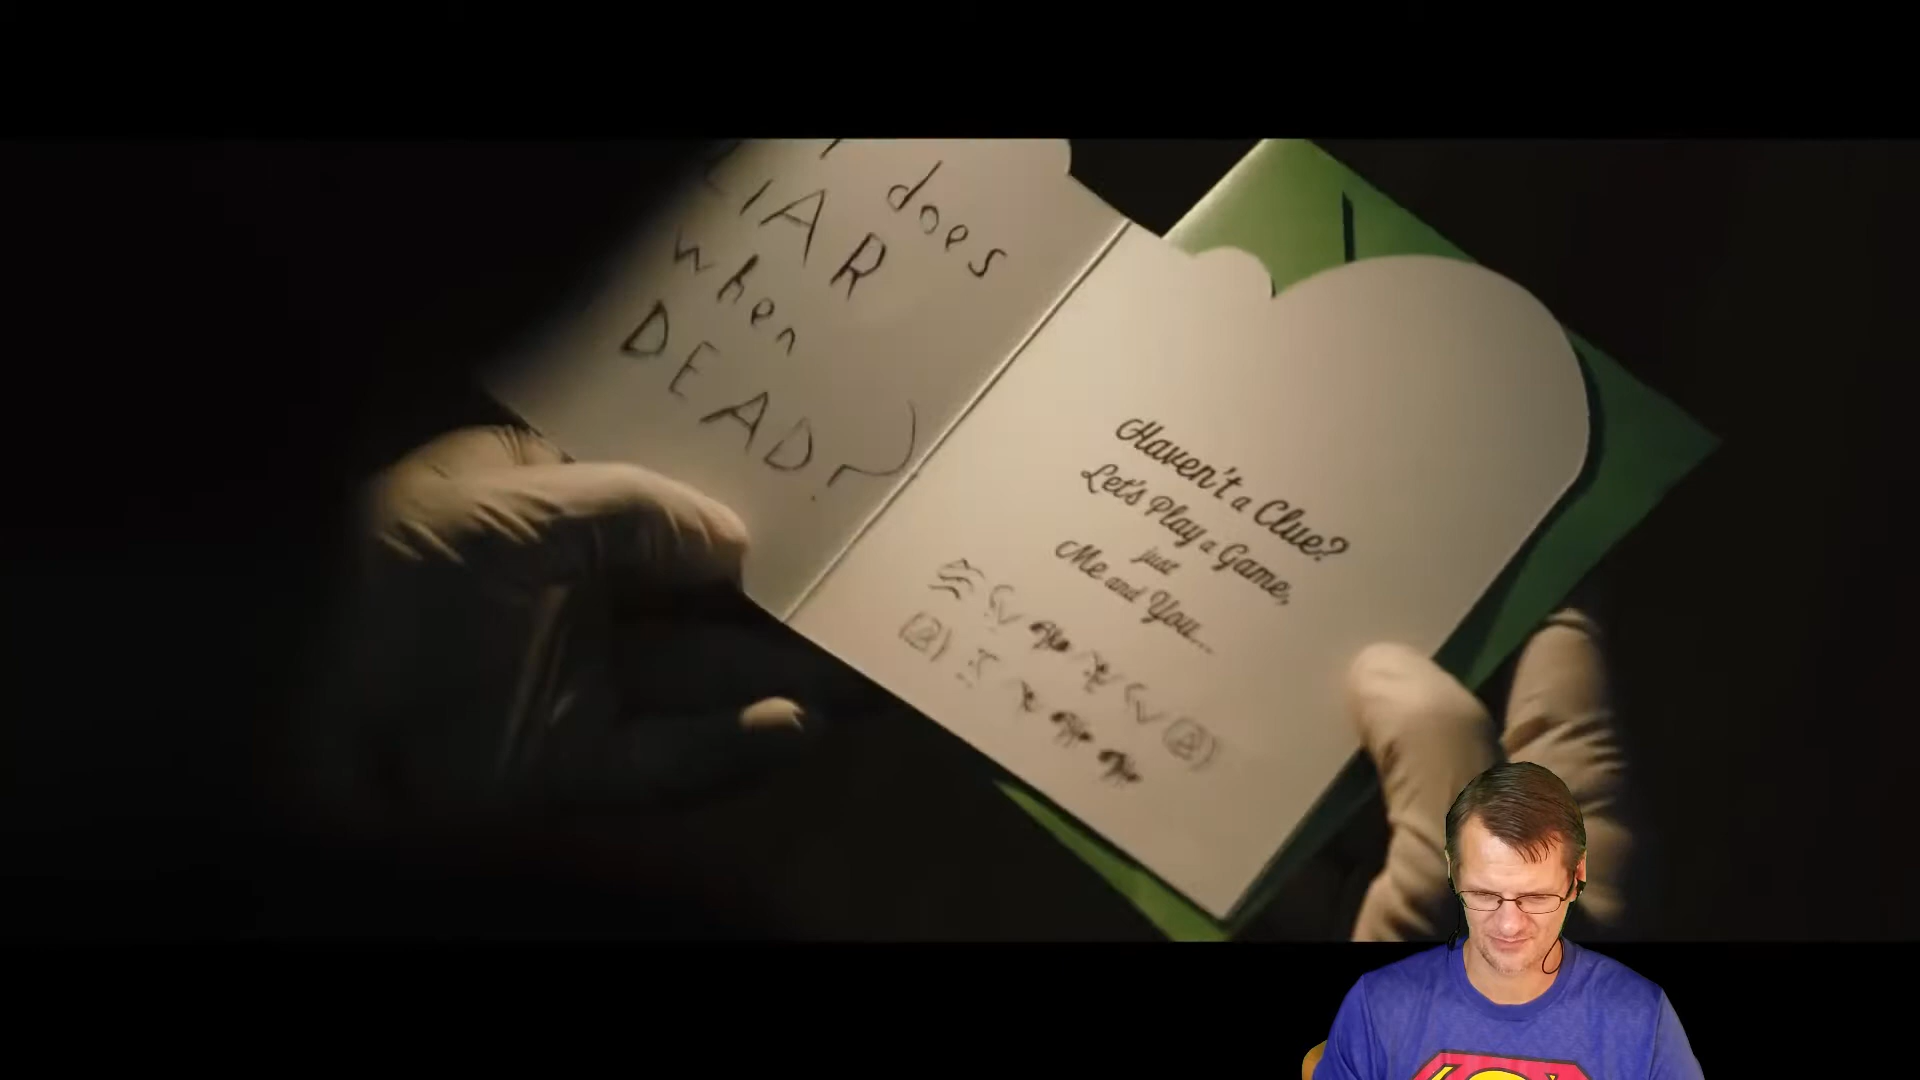 does
LIAR
when
DEAD?
Haven't a Clue?
Let's Play a Game,
just
Me and You...